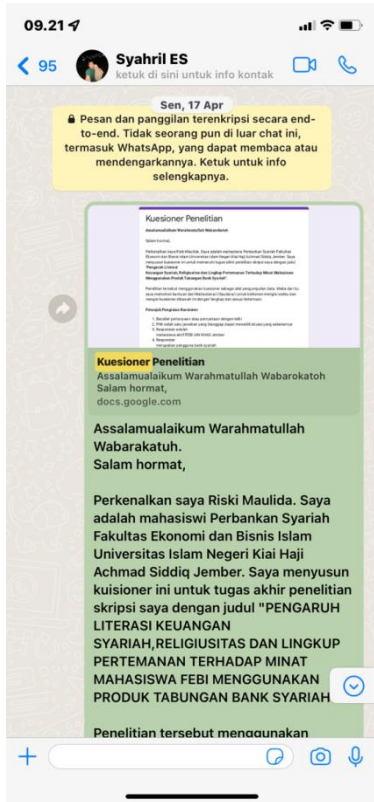 09.21
95
Syahril ES
ketuk di sini untuk info kontak
Sen, 17 Apr
Pesan dan panggilan terenkripsi secara end-
to-end. Tidak seorang pun di luar chat ini,
termasuk WhatsApp, yang dapat membaca atau
mendengarkannya. Ketuk untuk info
selengkapnya.
Kuesioner Penelitian
Assalamualaikum Warahmatullah Wabarokatoh
Salam hormat,
Kuesioner Penelitian
Assalamualaikum Warahmatullah Wabarokatoh
Salam hormat,
docs.google.com
Assalamualaikum Warahmatullah
Wabarakatuh.
Salam hormat,
Perkenalkan saya Riski Maulida. Saya
adalah mahasiswi Perbankan Syariah
Fakultas Ekonomi dan Bisnis Islam
Universitas Islam Negeri Kiai Haji
Achmad Siddiq Jember. Saya menyusun
kuisioner ini untuk tugas akhir penelitian
skripsi saya dengan judul "PENGARUH
LITERASI KEUANGAN
SYARIAH,RELIGIUSITAS DAN LINGKUP
PERTEMANAN TERHADAP MINAT
MAHASISWA FEBI MENGGUNAKAN
PRODUK TABUNGAN BANK SYARIAH
Penelitian tersebut menggunakan